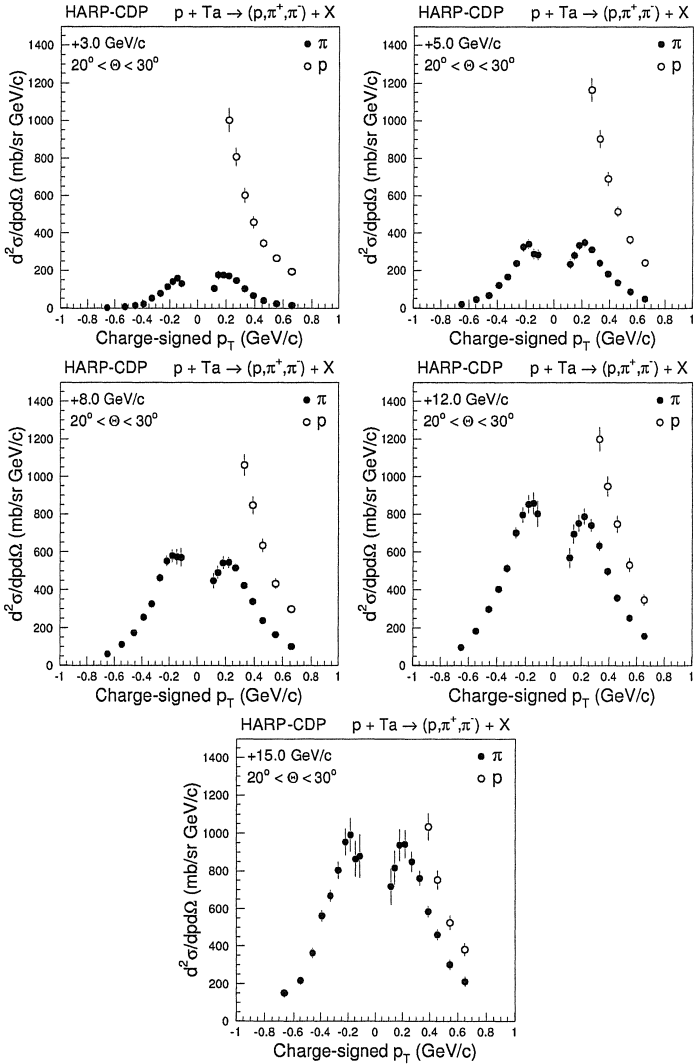 HARP-CDP p + Ta → (p,π⁺,π⁻) + X
+3.0 GeV/c
20° < Θ < 30°
● π
○ p
d²σ/dpdΩ (mb/sr GeV/c)
1400
1200
1000
800
600
400
200
0
-1 -0.8 -0.6 -0.4 -0.2 0 0.2 0.4 0.6 0.8 1
Charge-signed p_T (GeV/c)
HARP-CDP p + Ta → (p,π⁺,π⁻) + X
+5.0 GeV/c
20° < Θ < 30°
● π
○ p
d²σ/dpdΩ (mb/sr GeV/c)
1400
1200
1000
800
600
400
200
0
-1 -0.8 -0.6 -0.4 -0.2 0 0.2 0.4 0.6 0.8 1
Charge-signed p_T (GeV/c)
HARP-CDP p + Ta → (p,π⁺,π⁻) + X
+8.0 GeV/c
20° < Θ < 30°
● π
○ p
d²σ/dpdΩ (mb/sr GeV/c)
1400
1200
1000
800
600
400
200
0
-1 -0.8 -0.6 -0.4 -0.2 0 0.2 0.4 0.6 0.8 1
Charge-signed p_T (GeV/c)
HARP-CDP p + Ta → (p,π⁺,π⁻) + X
+12.0 GeV/c
20° < Θ < 30°
● π
○ p
d²σ/dpdΩ (mb/sr GeV/c)
1400
1200
1000
800
600
400
200
0
-1 -0.8 -0.6 -0.4 -0.2 0 0.2 0.4 0.6 0.8 1
Charge-signed p_T (GeV/c)
HARP-CDP p + Ta → (p,π⁺,π⁻) + X
+15.0 GeV/c
20° < Θ < 30°
● π
○ p
d²σ/dpdΩ (mb/sr GeV/c)
1400
1200
1000
800
600
400
200
0
-1 -0.8 -0.6 -0.4 -0.2 0 0.2 0.4 0.6 0.8 1
Charge-signed p_T (GeV/c)